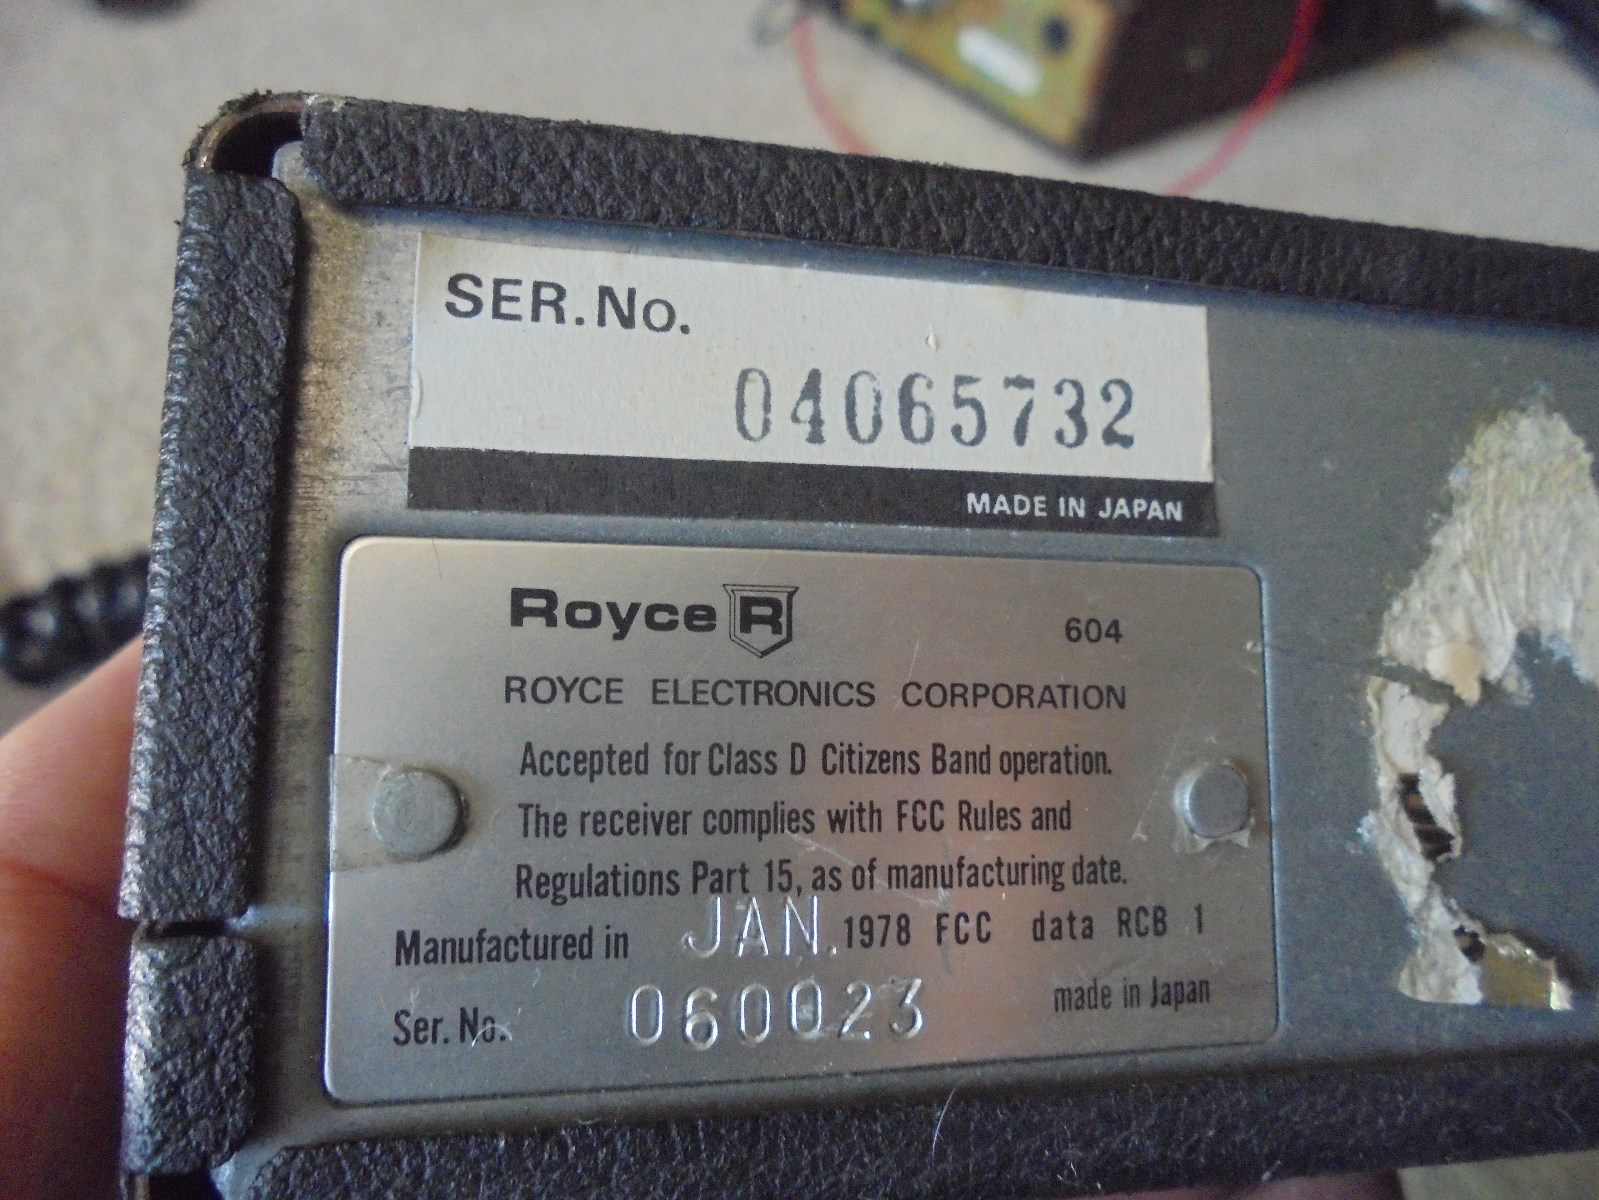 SER.No.
04065732
MADE IN JAPAN
Royce R 604
ROYCE ELECTRONICS CORPORATION
Accepted for Class D Citizens Band operation.
The receiver complies with FCC Rules and
Regulations Part 15, as of manufacturing date.
Manufactured in JAN. 1978 FCC data RCB 1
Ser. No. 060023 made in Japan